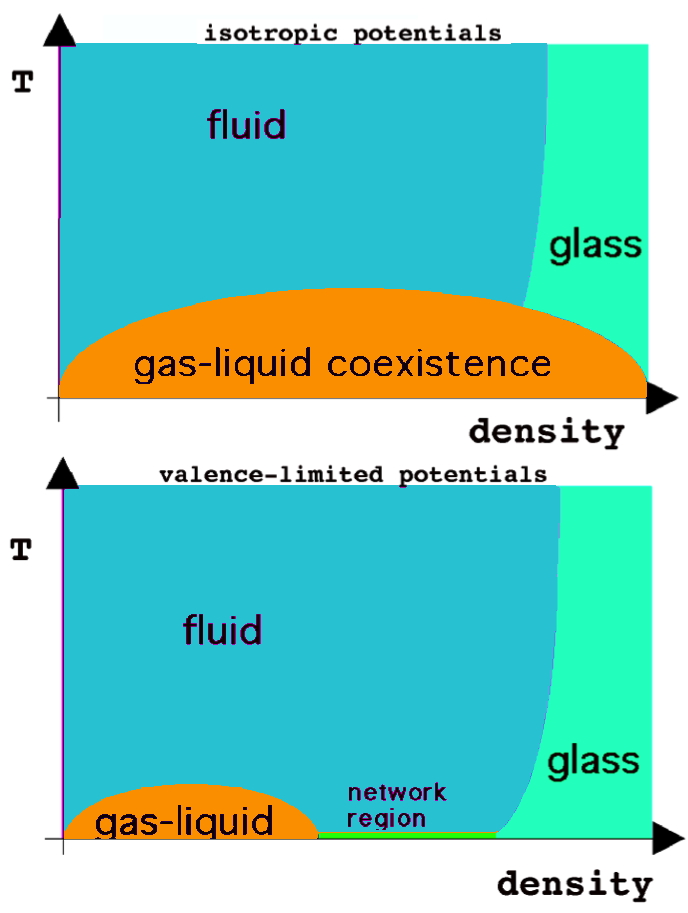 isotropic potentials
T
fluid
glass
gas-liquid coexistence
density
valence-limited potentials
T
fluid
glass
network
region
gas-liquid
density